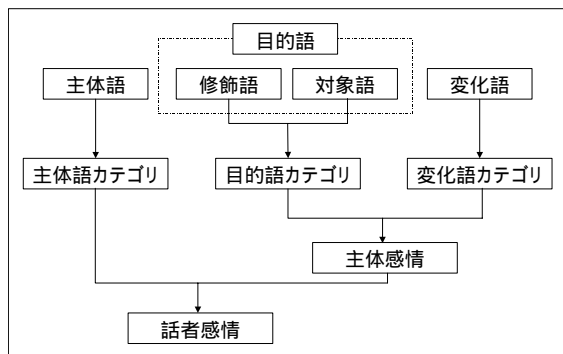 目的語
主体語
修飾語
対象語
変化語
主体語カテゴリ
目的語カテゴリ
変化語カテゴリ
主体感情
話者感情